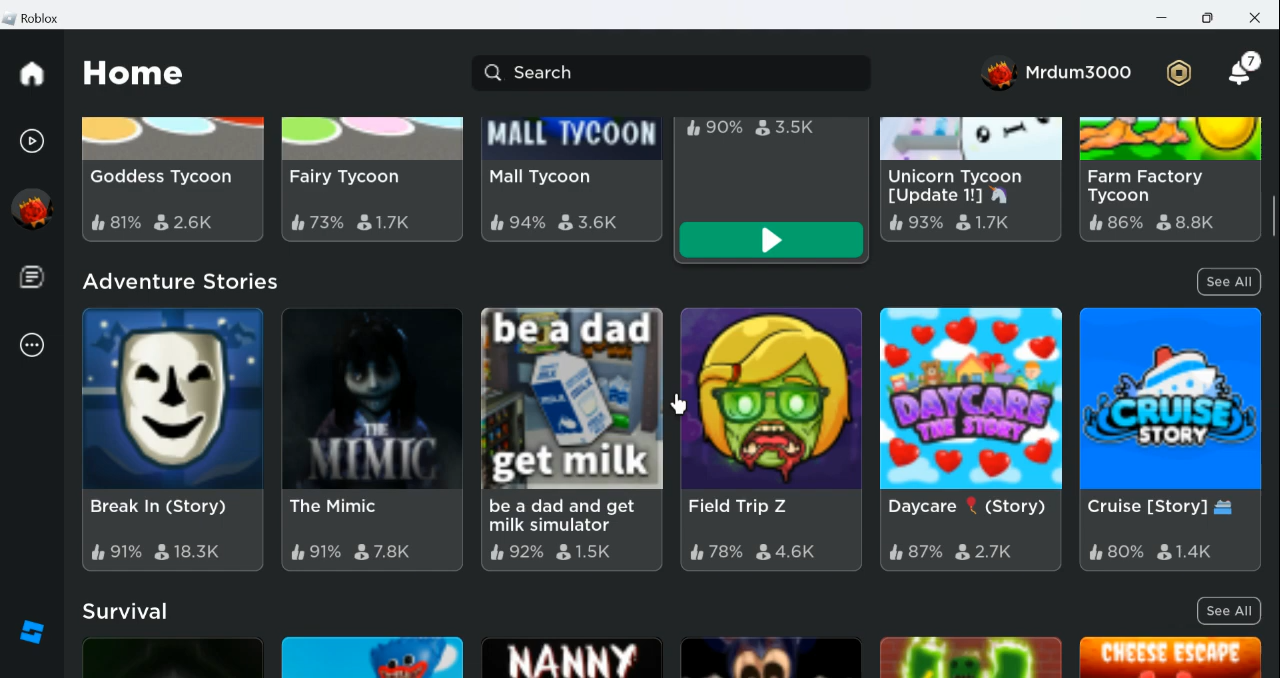 Roblox
Home
Search
Mrdum3000
7
MALL TYCOON
90% 3.5K
Goddess Tycoon
Fairy Tycoon
Mall Tycoon
Unicorn Tycoon
[Update 1!] 🦄
Farm Factory
Tycoon
81% 2.6K
73% 1.7K
94% 3.6K
93% 1.7K
86% 8.8K
Adventure Stories
See All
THE
MIMIC
be a dad
MILK
get milk
DAYCARE
THE STORY
CRUISE
STORY
Break In (Story)
The Mimic
be a dad and get
milk simulator
Field Trip Z
Daycare 🎈 (Story)
Cruise [Story] 🚢
91% 18.3K
91% 7.8K
92% 1.5K
78% 4.6K
87% 2.7K
80% 1.4K
Survival
See All
NANNY
CHEESE ESCAPE